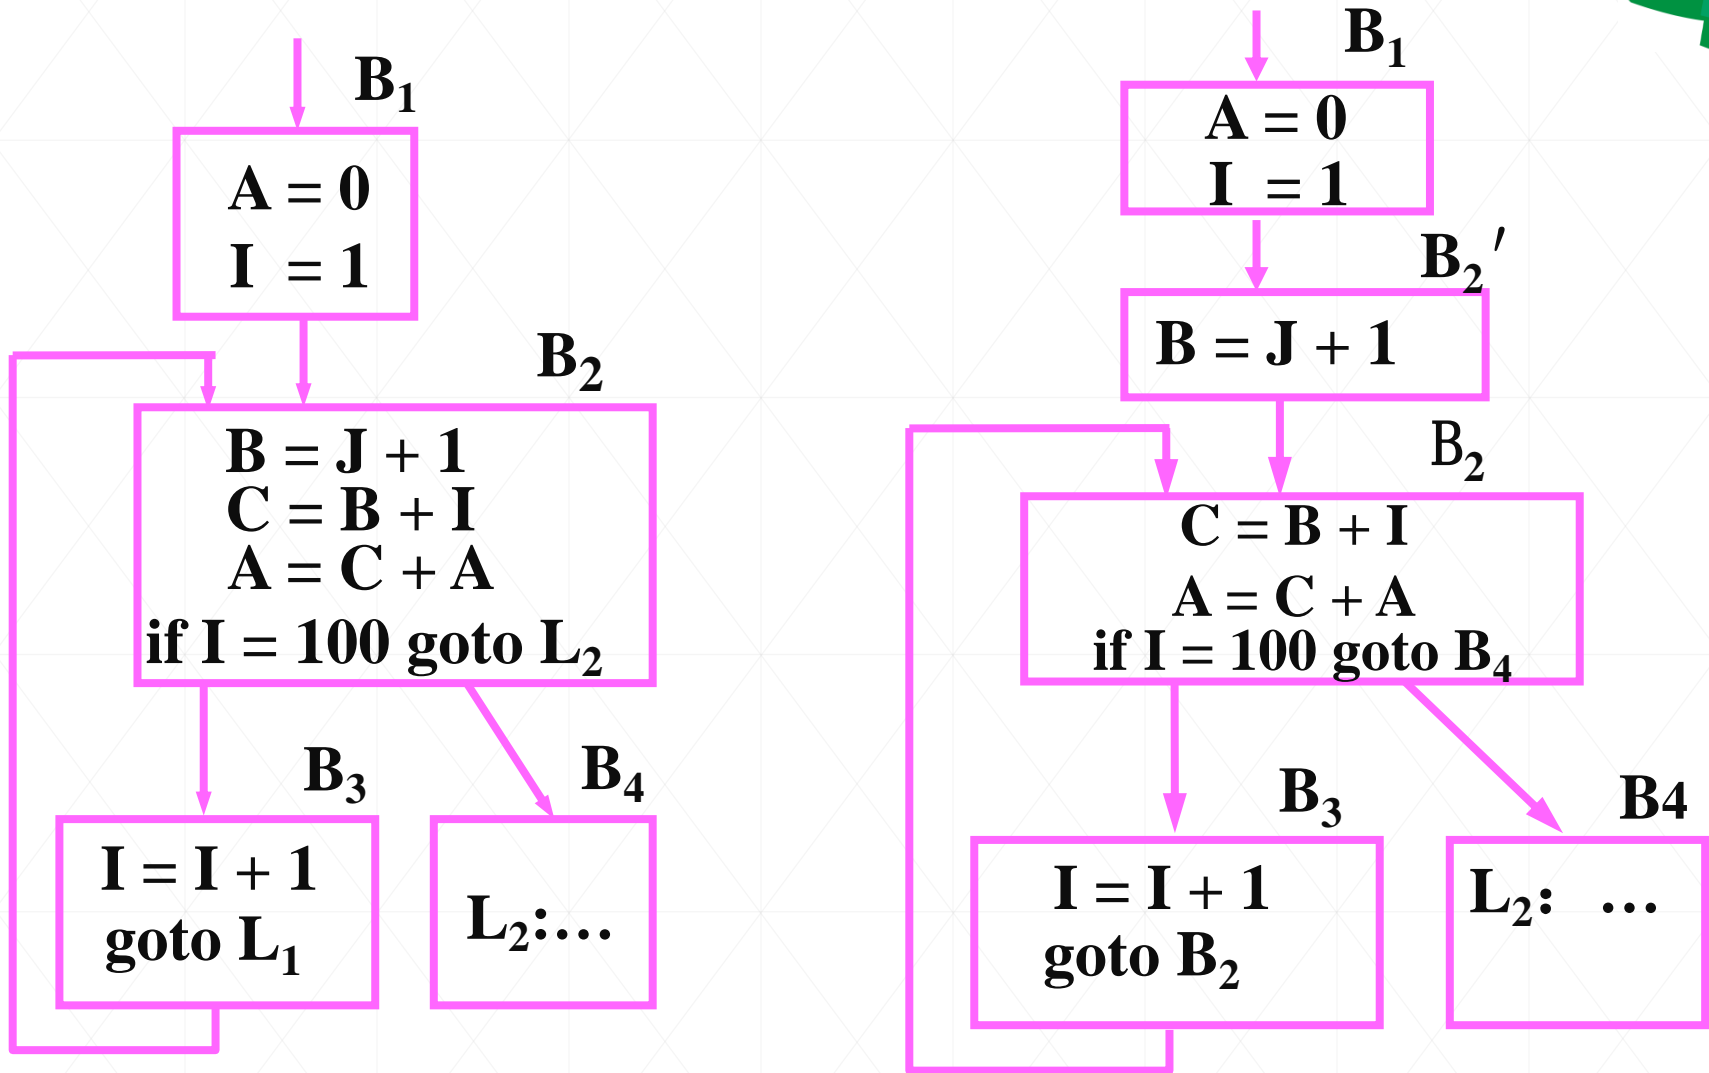 B₁
A = 0
I = 1
B₂
B = J + 1
C = B + I
A = C + A
if I = 100 goto L₂
B₃
I = I + 1
goto L₁
B₄
L₂:…
B₁
A = 0
I = 1
B₂′
B = J + 1
B₂
C = B + I
A = C + A
if I = 100 goto B₄
B₃
I = I + 1
goto B₂
B4
L₂： …